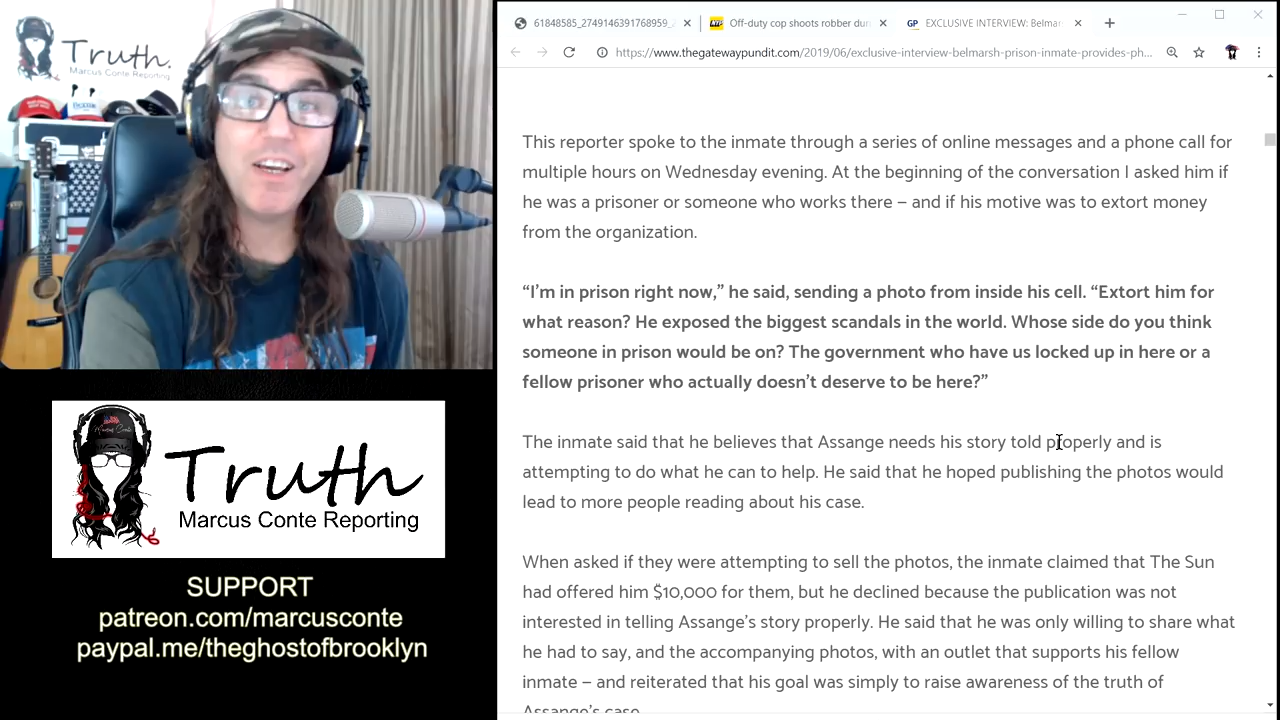 Truth.
Marcus Conte Reporting
61848585_2749146391768959_
Off-duty cop shoots robber dur
GP
EXCLUSIVE INTERVIEW: Belmar
https://www.thegatewaypundit.com/2019/06/exclusive-interview-belmarsh-prison-inmate-provides-ph...
This reporter spoke to the inmate through a series of online messages and a phone call for
multiple hours on Wednesday evening. At the beginning of the conversation I asked him if
he was a prisoner or someone who works there – and if his motive was to extort money
from the organization.
“I’m in prison right now,” he said, sending a photo from inside his cell. “Extort him for
what reason? He exposed the biggest scandals in the world. Whose side do you think
someone in prison would be on? The government who have us locked up in here or a
fellow prisoner who actually doesn’t deserve to be here?”
The inmate said that he believes that Assange needs his story told properly and is
attempting to do what he can to help. He said that he hoped publishing the photos would
lead to more people reading about his case.
When asked if they were attempting to sell the photos, the inmate claimed that The Sun
had offered him $10,000 for them, but he declined because the publication was not
interested in telling Assange’s story properly. He said that he was only willing to share what
he had to say, and the accompanying photos, with an outlet that supports his fellow
inmate – and reiterated that his goal was simply to raise awareness of the truth of
Assange’s case
Truth
Marcus Conte Reporting
SUPPORT
patreon.com/marcusconte
paypal.me/theghostofbrooklyn